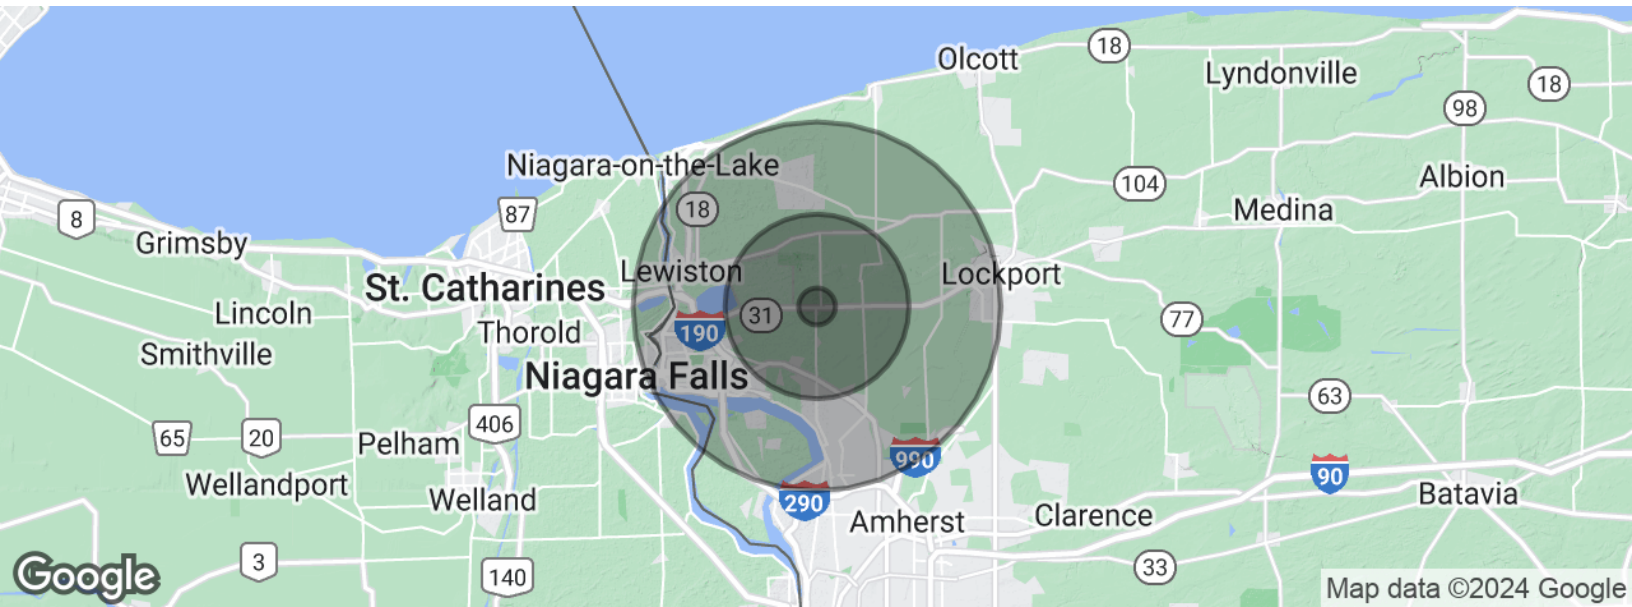 Olcott
18
Lyndonville
18
98
Niagara-on-the-Lake
104
Albion
8
87
18
Medina
Grimsby
Lewiston
Lockport
St. Catharines
Lincoln
31
77
Thorold
190
Smithville
Niagara Falls
63
65
20
406
Pelham
990
90
Wellandport
Welland
290
Batavia
Amherst
Clarence
3
140
33
Google
Map data ©2024 Google